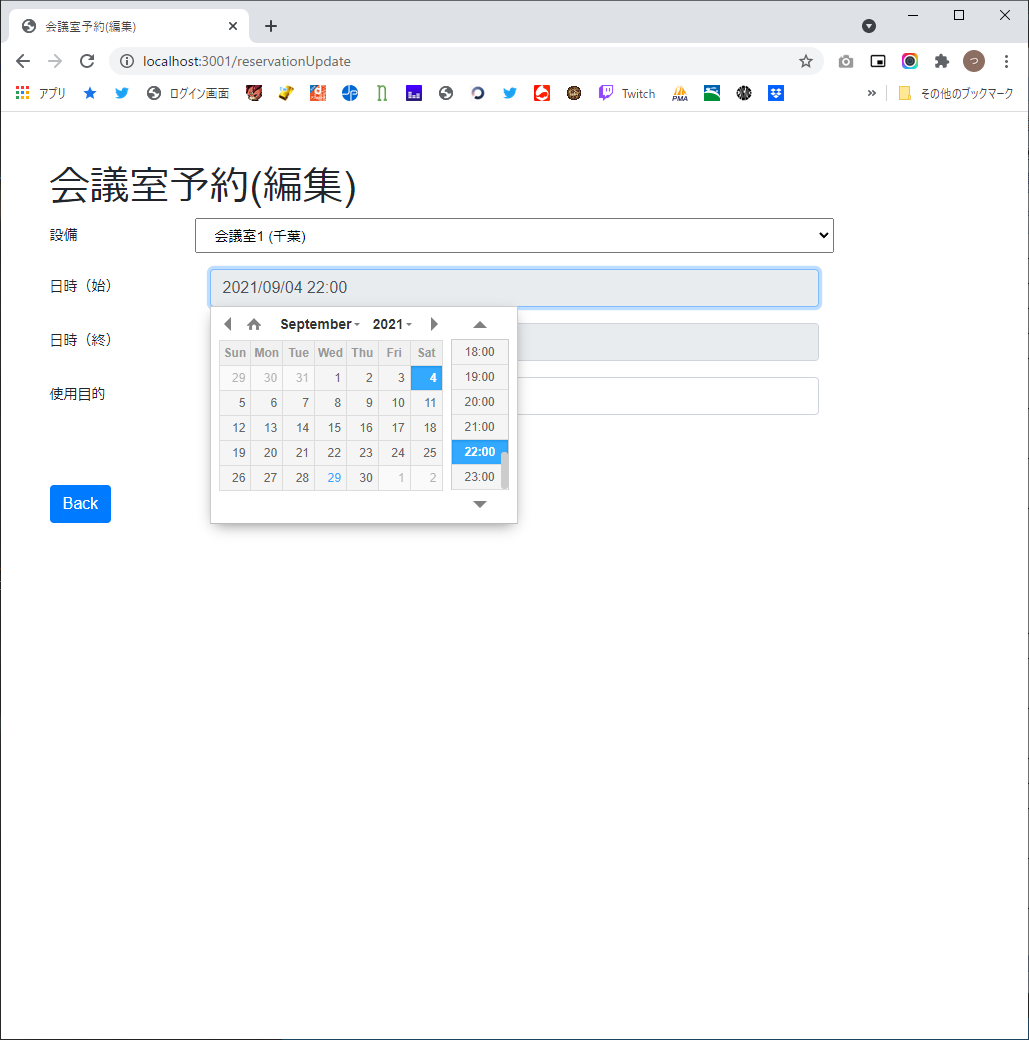 会議室予約(編集)
localhost:3001/reservationUpdate
つ
アプリ ログイン画面 Twitch PMA » その他のブックマーク
会議室予約(編集)
設備 会議室1 (千葉)
日時（始） 2021/09/04 22:00
September 2021
日時（終）
Sun Mon Tue Wed Thu Fri Sat 18:00
29 30 31 1 2 3 4 19:00
5 6 7 8 9 10 11 20:00
12 13 14 15 16 17 18 21:00
19 20 21 22 23 24 25 22:00
26 27 28 29 30 1 2 23:00
使用目的
Back